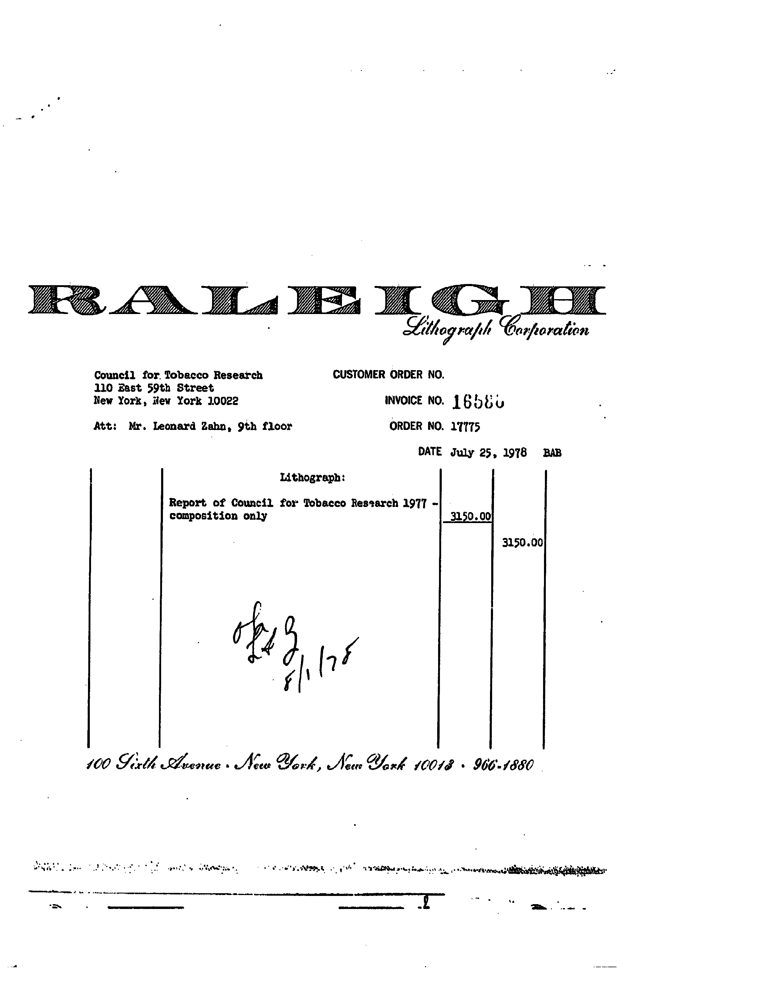 RALEIGH
Lithograph Corporation
Council for Tobacco Research
110 East 59th Street
New York, New York 10022
Att: Mr. Leonard Zahn, 9th floor
CUSTOMER ORDER NO.
INVOICE NO.
ORDER NO. 17775
DATE July 25, 1978 BAB
Lithograph:
Report of Council for Tobacco Research 1977 -
composition only 3150.00
3150.00
ok
8/1/78
100 Sixth Avenue · New York, New York 10013 · 966-1880